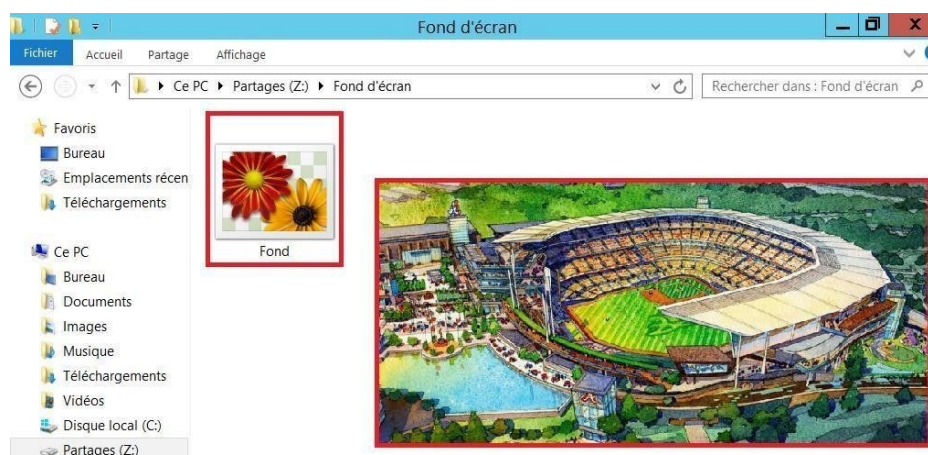 Fond d'écran
Fichier Accueil Partage Affichage
Ce PC Partages (Z:) Fond d'écran Rechercher dans : Fond d'écran
Favoris
Bureau
Emplacements récen
Téléchargements
Fond
Ce PC
Bureau
Documents
Images
Musique
Téléchargements
Vidéos
Disque local (C:)
Partages (Z:)